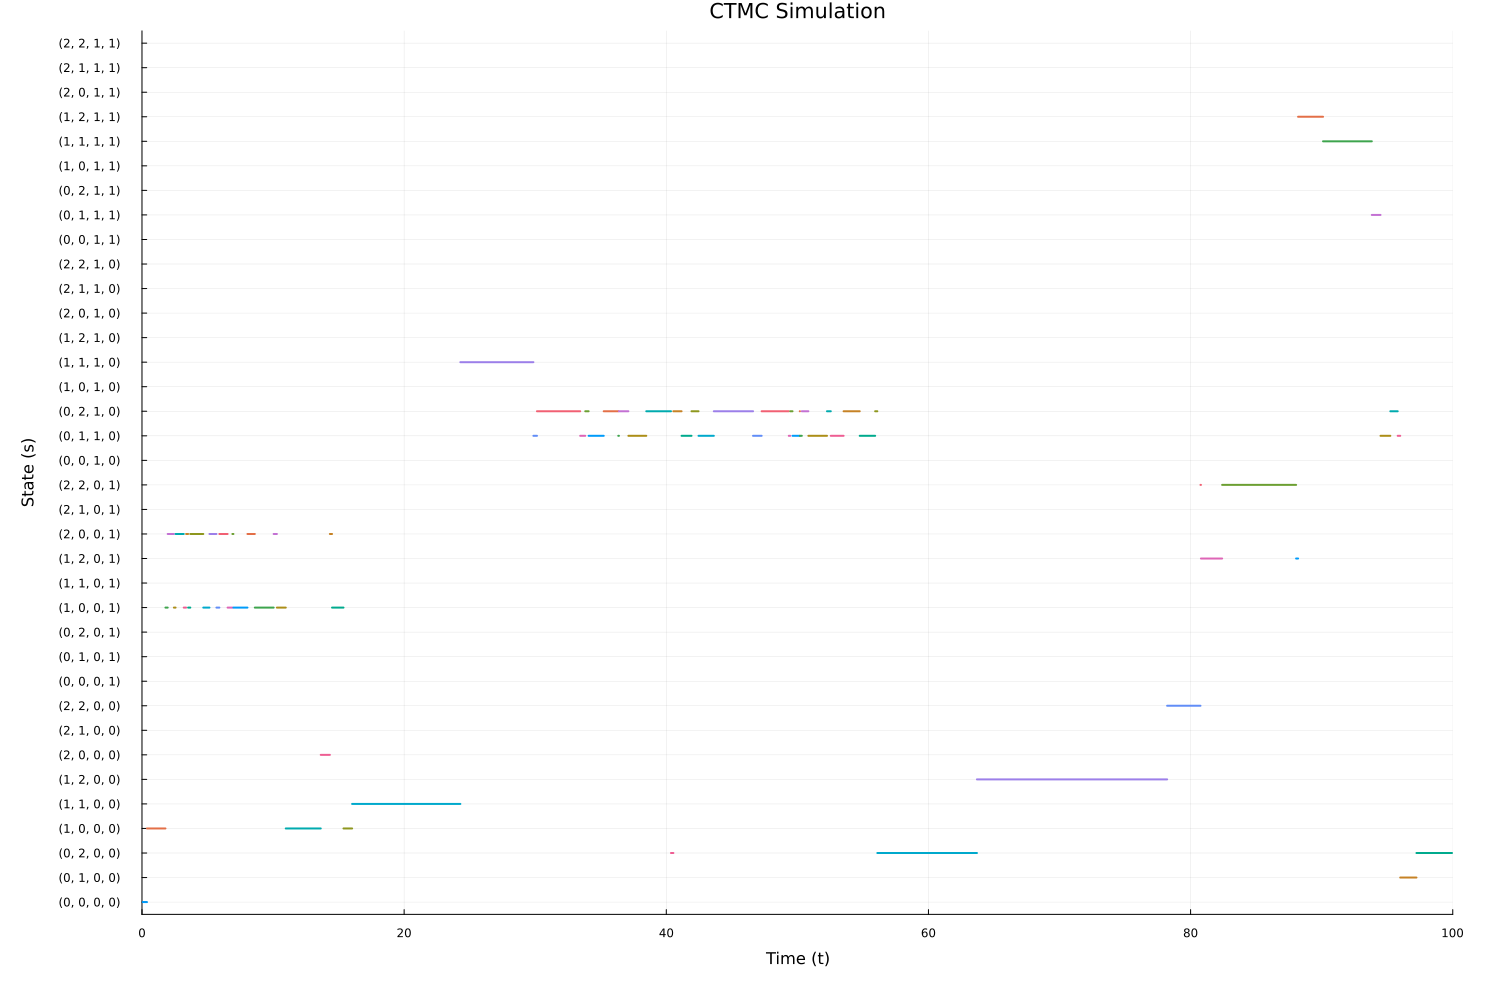 CTMC Simulation
(2, 2, 1, 1)
(2, 1, 1, 1)
(2, 0, 1, 1)
(1, 2, 1, 1)
(1, 1, 1, 1)
(1, 0, 1, 1)
(0, 2, 1, 1)
(0, 1, 1, 1)
(0, 0, 1, 1)
(2, 2, 1, 0)
(2, 1, 1, 0)
(2, 0, 1, 0)
(1, 2, 1, 0)
(1, 1, 1, 0)
(1, 0, 1, 0)
(0, 2, 1, 0)
(0, 1, 1, 0)
(0, 0, 1, 0)
(2, 2, 0, 1)
(2, 1, 0, 1)
(2, 0, 0, 1)
(1, 2, 0, 1)
(1, 1, 0, 1)
(1, 0, 0, 1)
(0, 2, 0, 1)
(0, 1, 0, 1)
(0, 0, 0, 1)
(2, 2, 0, 0)
(2, 1, 0, 0)
(2, 0, 0, 0)
(1, 2, 0, 0)
(1, 1, 0, 0)
(1, 0, 0, 0)
(0, 2, 0, 0)
(0, 1, 0, 0)
(0, 0, 0, 0)
State (s)
0 20 40 60 80 100
Time (t)